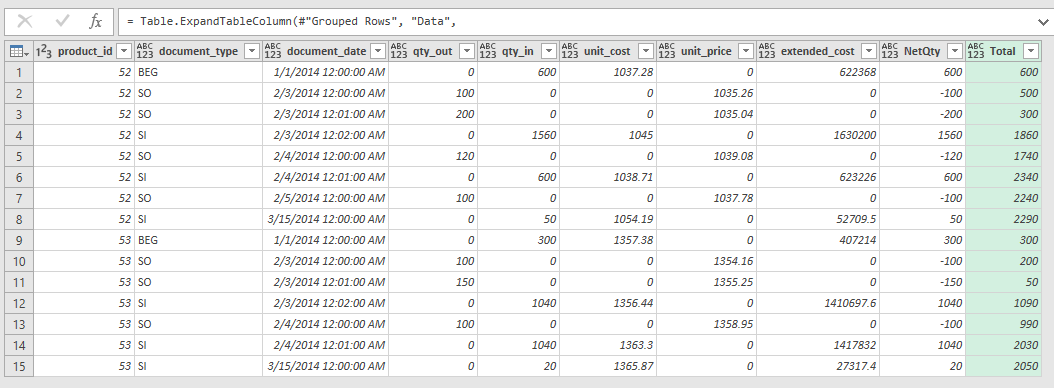 fx = Table.ExpandTableColumn(#"Grouped Rows", "Data",
1²3 product_id ABC 123 document_type ABC 123 document_date ABC 123 qty_out ABC 123 qty_in ABC 123 unit_cost ABC 123 unit_price ABC 123 extended_cost ABC 123 NetQty ABC 123 Total
1 52 BEG 1/1/2014 12:00:00 AM 0 600 1037.28 0 622368 600 600
2 52 SO 2/3/2014 12:00:00 AM 100 0 0 1035.26 0 -100 500
3 52 SO 2/3/2014 12:01:00 AM 200 0 0 1035.04 0 -200 300
4 52 SI 2/3/2014 12:02:00 AM 0 1560 1045 0 1630200 1560 1860
5 52 SO 2/4/2014 12:00:00 AM 120 0 0 1039.08 0 -120 1740
6 52 SI 2/4/2014 12:01:00 AM 0 600 1038.71 0 623226 600 2340
7 52 SO 2/5/2014 12:00:00 AM 100 0 0 1037.78 0 -100 2240
8 52 SI 3/15/2014 12:00:00 AM 0 50 1054.19 0 52709.5 50 2290
9 53 BEG 1/1/2014 12:00:00 AM 0 300 1357.38 0 407214 300 300
10 53 SO 2/3/2014 12:00:00 AM 100 0 0 1354.16 0 -100 200
11 53 SO 2/3/2014 12:01:00 AM 150 0 0 1355.25 0 -150 50
12 53 SI 2/3/2014 12:02:00 AM 0 1040 1356.44 0 1410697.6 1040 1090
13 53 SO 2/4/2014 12:00:00 AM 100 0 0 1358.95 0 -100 990
14 53 SI 2/4/2014 12:01:00 AM 0 1040 1363.3 0 1417832 1040 2030
15 53 SI 3/15/2014 12:00:00 AM 0 20 1365.87 0 27317.4 20 2050